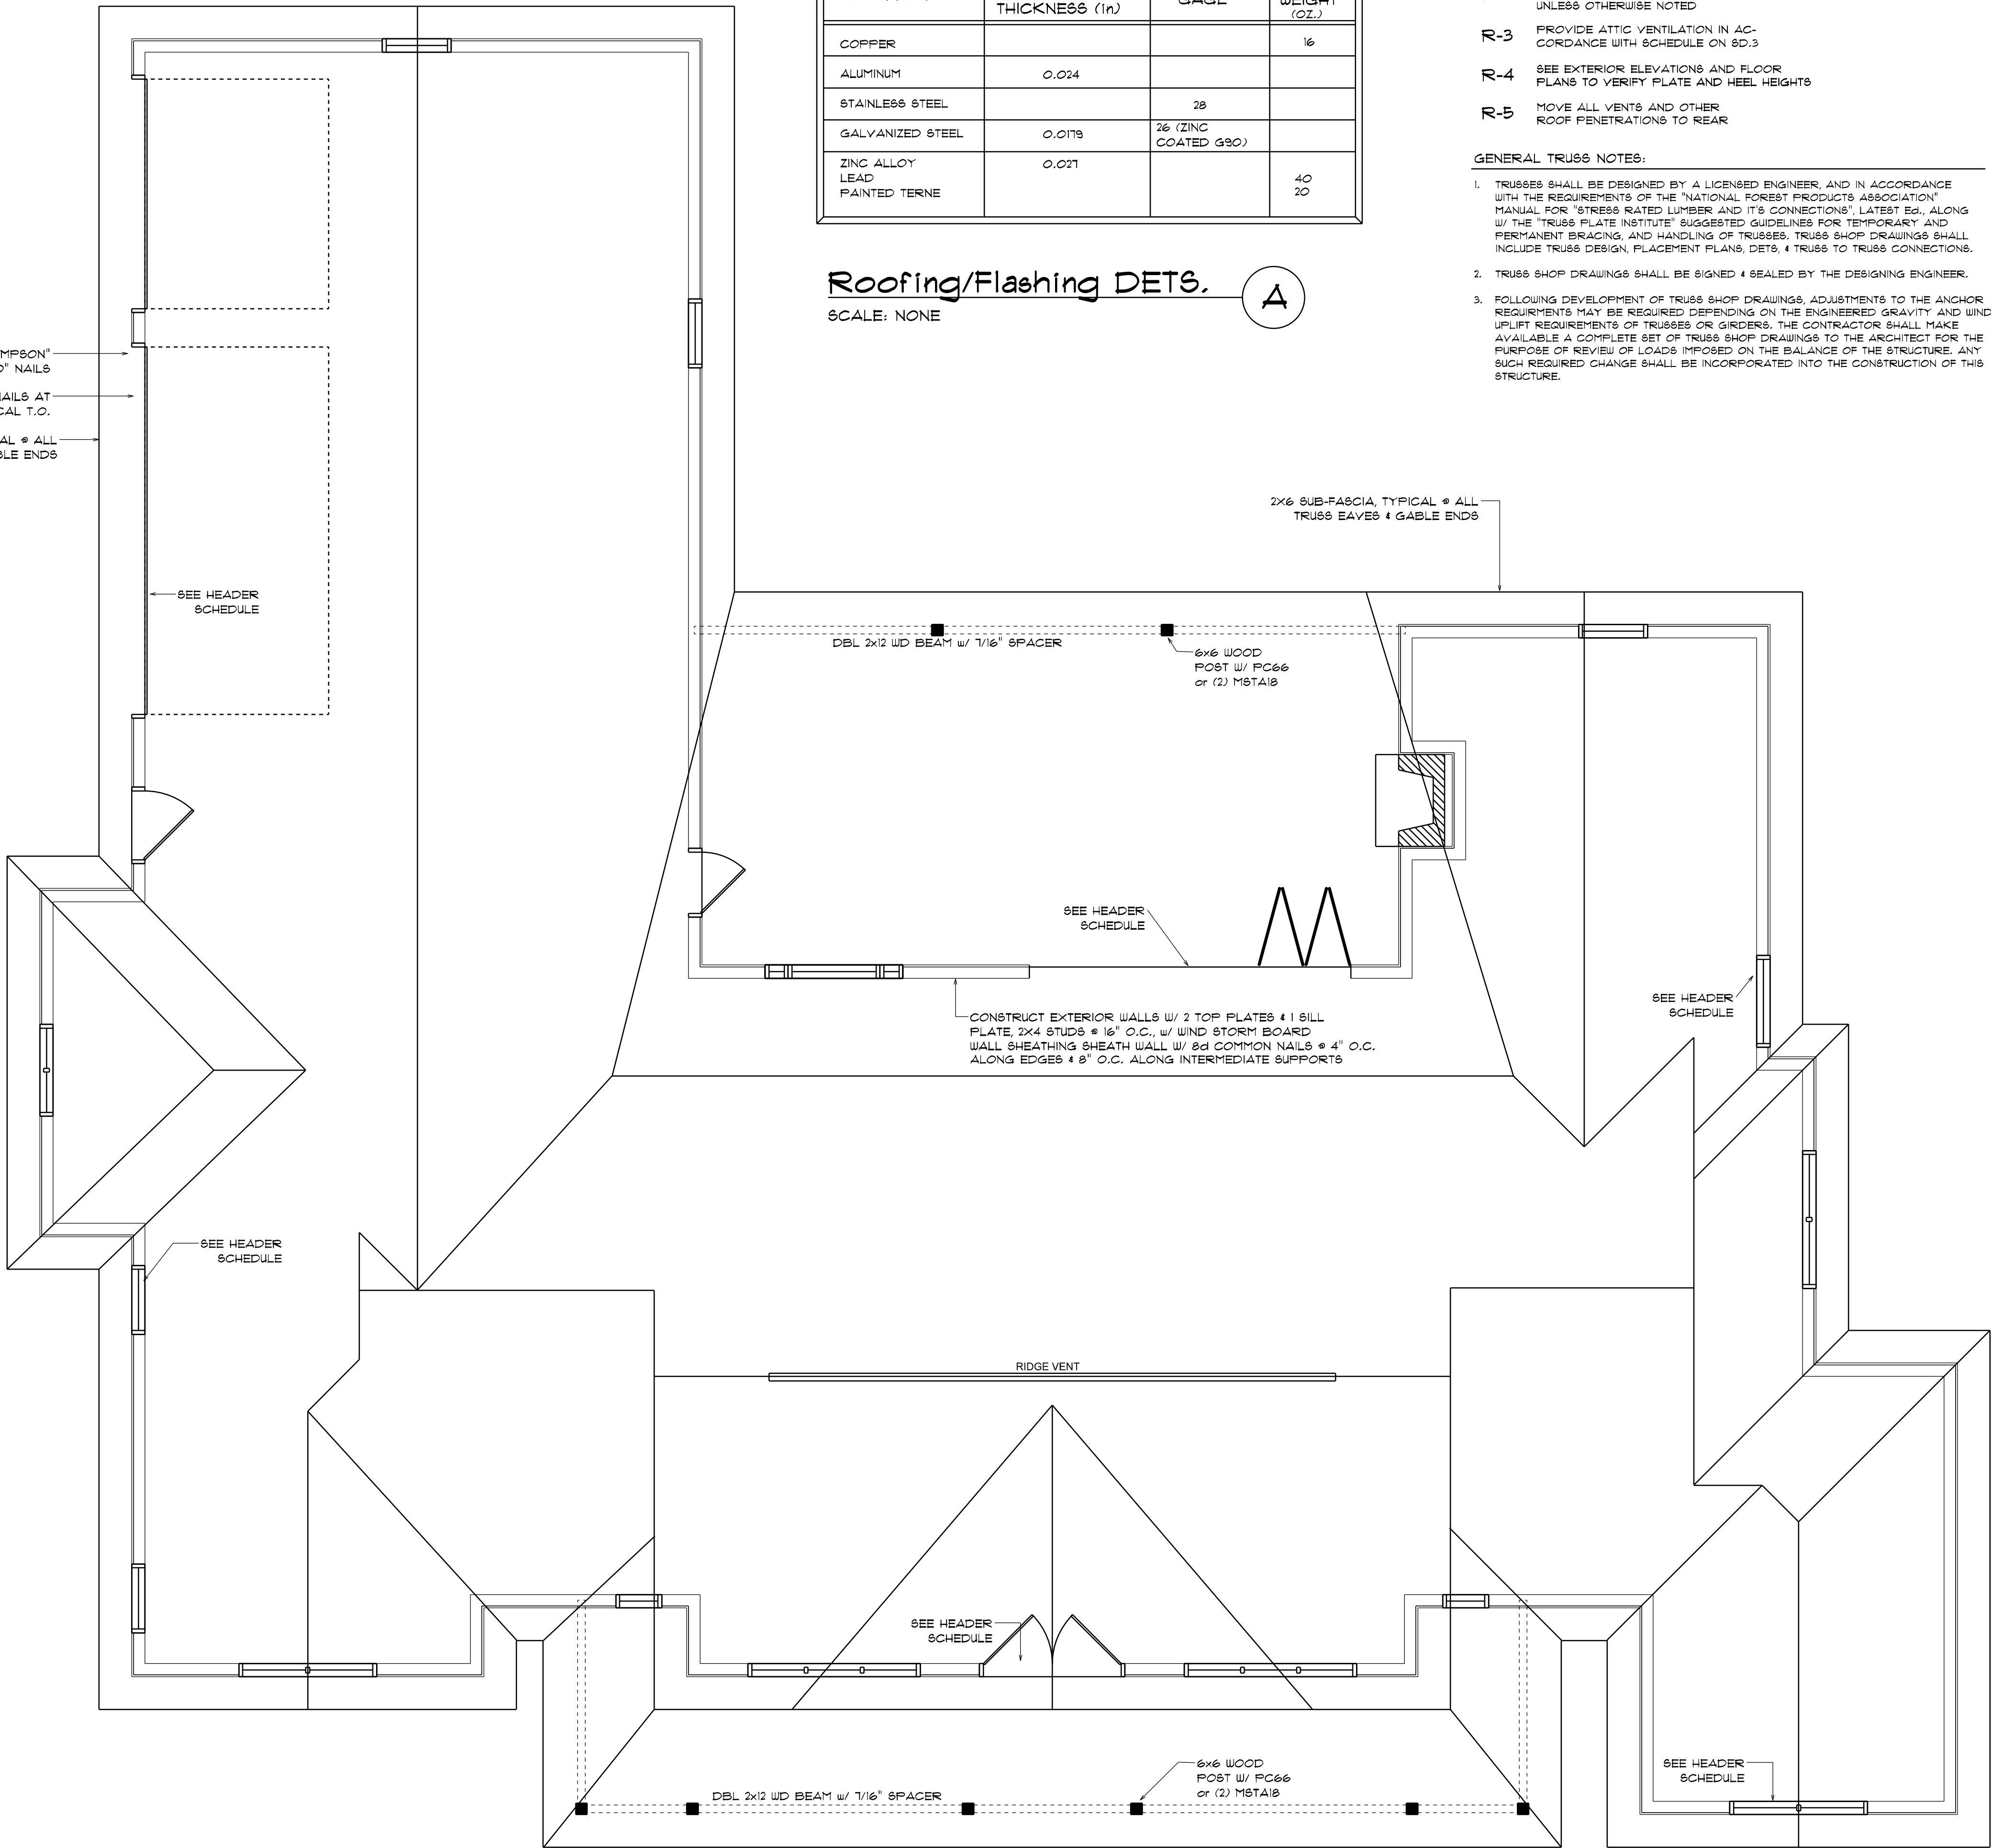 THICKNESS (in) GAGE WEIGHT
(OZ.)
COPPER 16
ALUMINUM 0.024
STAINLESS STEEL 28
GALVANIZED STEEL 0.0179 26 (ZINC
COATED G90)
ZINC ALLOY 0.027
LEAD 40
PAINTED TERNE 20
Roofing/Flashing DETS. A
SCALE: NONE
UNLESS OTHERWISE NOTED
R-3 PROVIDE ATTIC VENTILATION IN AC-
CORDANCE WITH SCHEDULE ON SD.3
R-4 SEE EXTERIOR ELEVATIONS AND FLOOR
PLANS TO VERIFY PLATE AND HEEL HEIGHTS
R-5 MOVE ALL VENTS AND OTHER
ROOF PENETRATIONS TO REAR
GENERAL TRUSS NOTES:
1. TRUSSES SHALL BE DESIGNED BY A LICENSED ENGINEER, AND IN ACCORDANCE
WITH THE REQUIREMENTS OF THE "NATIONAL FOREST PRODUCTS ASSOCIATION"
MANUAL FOR "STRESS RATED LUMBER AND IT'S CONNECTIONS", LATEST Ed., ALONG
W/ THE "TRUSS PLATE INSTITUTE" SUGGESTED GUIDELINES FOR TEMPORARY AND
PERMANENT BRACING, AND HANDLING OF TRUSSES. TRUSS SHOP DRAWINGS SHALL
INCLUDE TRUSS DESIGN, PLACEMENT PLANS, DETS, & TRUSS TO TRUSS CONNECTIONS.
2. TRUSS SHOP DRAWINGS SHALL BE SIGNED & SEALED BY THE DESIGNING ENGINEER.
3. FOLLOWING DEVELOPMENT OF TRUSS SHOP DRAWINGS, ADJUSTMENTS TO THE ANCHOR
REQUIRMENTS MAY BE REQUIRED DEPENDING ON THE ENGINEERED GRAVITY AND WIND
UPLIFT REQUIREMENTS OF TRUSSES OR GIRDERS. THE CONTRACTOR SHALL MAKE
AVAILABLE A COMPLETE SET OF TRUSS SHOP DRAWINGS TO THE ARCHITECT FOR THE
PURPOSE OF REVIEW OF LOADS IMPOSED ON THE BALANCE OF THE STRUCTURE. ANY
SUCH REQUIRED CHANGE SHALL BE INCORPORATED INTO THE CONSTRUCTION OF THIS
STRUCTURE.
MPSON"
D" NAILS
AILS AT
CAL T.O.
AL @ ALL
BLE ENDS
2X6 SUB-FASCIA, TYPICAL @ ALL
TRUSS EAVES & GABLE ENDS
SEE HEADER
SCHEDULE
DBL 2x12 WD BEAM w/ 7/16" SPACER
6x6 WOOD
POST W/ PC66
or (2) MSTA18
SEE HEADER
SCHEDULE
SEE HEADER
SCHEDULE
CONSTRUCT EXTERIOR WALLS W/ 2 TOP PLATES & 1 SILL
PLATE, 2X4 STUDS @ 16" O.C., w/ WIND STORM BOARD
WALL SHEATHING SHEATH WALL W/ 8d COMMON NAILS @ 4" O.C.
ALONG EDGES & 8" O.C. ALONG INTERMEDIATE SUPPORTS
SEE HEADER
SCHEDULE
RIDGE VENT
SEE HEADER
SCHEDULE
DBL 2x12 WD BEAM w/ 7/16" SPACER
6x6 WOOD
POST W/ PC66
or (2) MSTA18
SEE HEADER
SCHEDULE